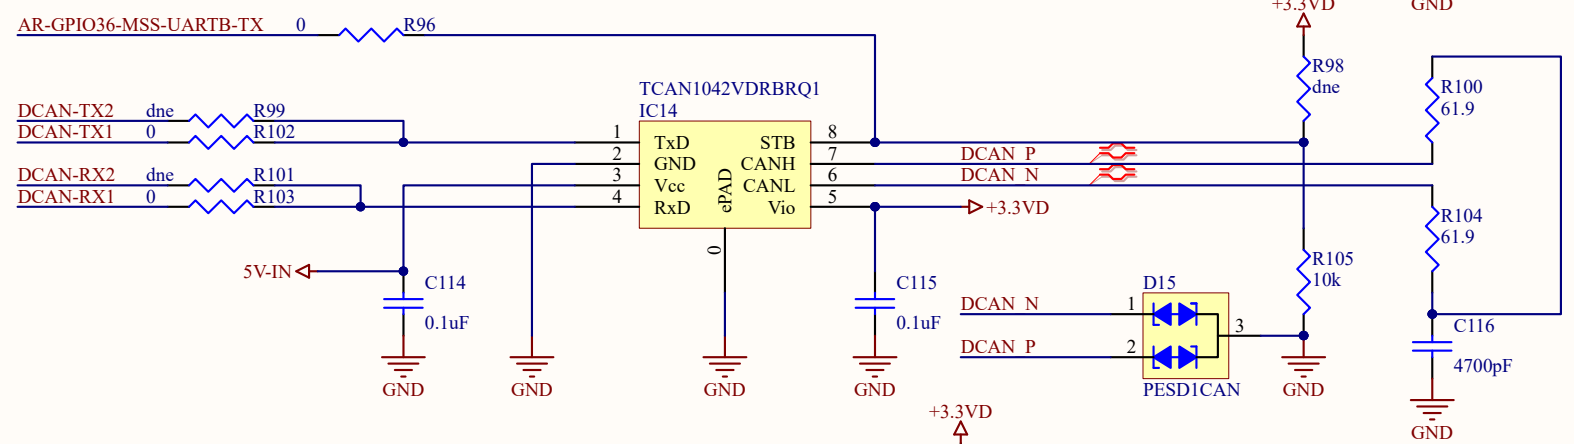 +3.3VD
GND
AR-GPIO36-MSS-UARTB-TX 0 R96
R98
dne
R100
61.9
TCAN1042VDRBRQ1
IC14
DCAN-TX2 dne R99
DCAN-TX1 0 R102
DCAN-RX2 dne R101
DCAN-RX1 0 R103
1 TxD STB 8
2 GND CANH 7 DCAN_P
3 Vcc CANL 6 DCAN_N
4 RxD Vio 5 +3.3VD
ePAD
0
R104
61.9
5V-IN
C114
0.1uF
C115
0.1uF
R105
10k
D15
DCAN_N 1
3
DCAN_P 2
PESD1CAN
C116
4700pF
GND
GND
GND
GND
GND
GND
+3.3VD